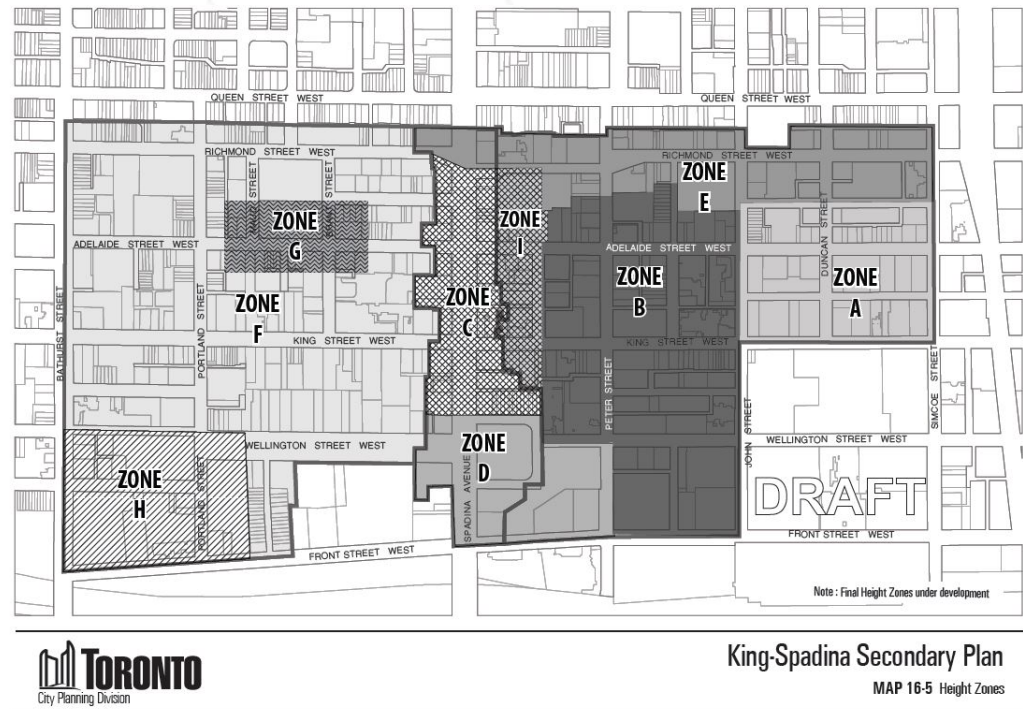 QUEEN STREET WEST
QUEEN STREET WEST
RICHMOND STREET WEST
RICHMOND STREET WEST
STREET
STREET
ZONE
E
ZONE
G
ZONE
I
DUNCAN STREET
ADELAIDE STREET WEST
ADELAIDE STREET WEST
ZONE
F
ZONE
C
ZONE
B
ZONE
A
BATHURST STREET
PORTLAND STREET
KING STREET WEST
KING STREET WEST
PETER STREET
JOHN STREET
SIMCOE STREET
WELLINGTON STREET WEST
WELLINGTON STREET WEST
ZONE
D
ZONE
H
PORTLAND STREET
SPADINA AVENUE
DRAFT
FRONT STREET WEST
FRONT STREET WEST
Note : Final Height Zones under development
TORONTO
City Planning Division
King-Spadina Secondary Plan
MAP 16-5 Height Zones